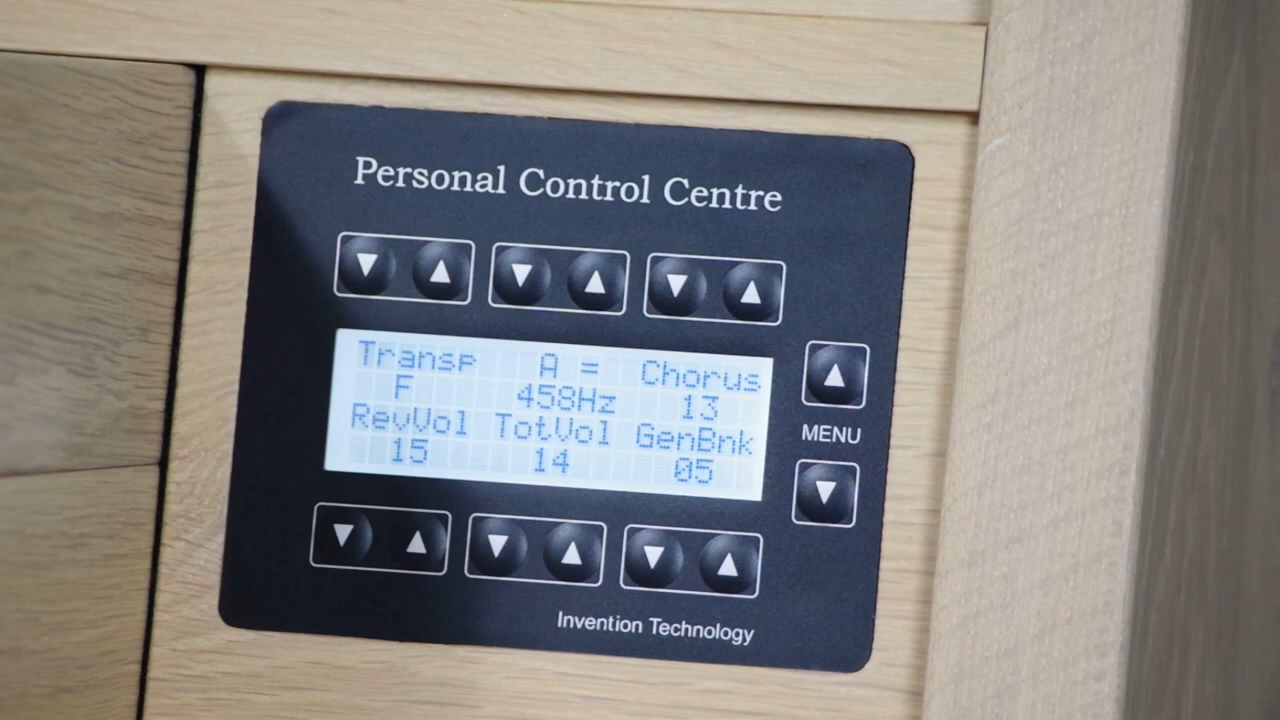 Personal Control Centre
Transp A = Chorus
F 458Hz 13
RevVol TotVol GenBnk
15 14 05
MENU
Invention Technology